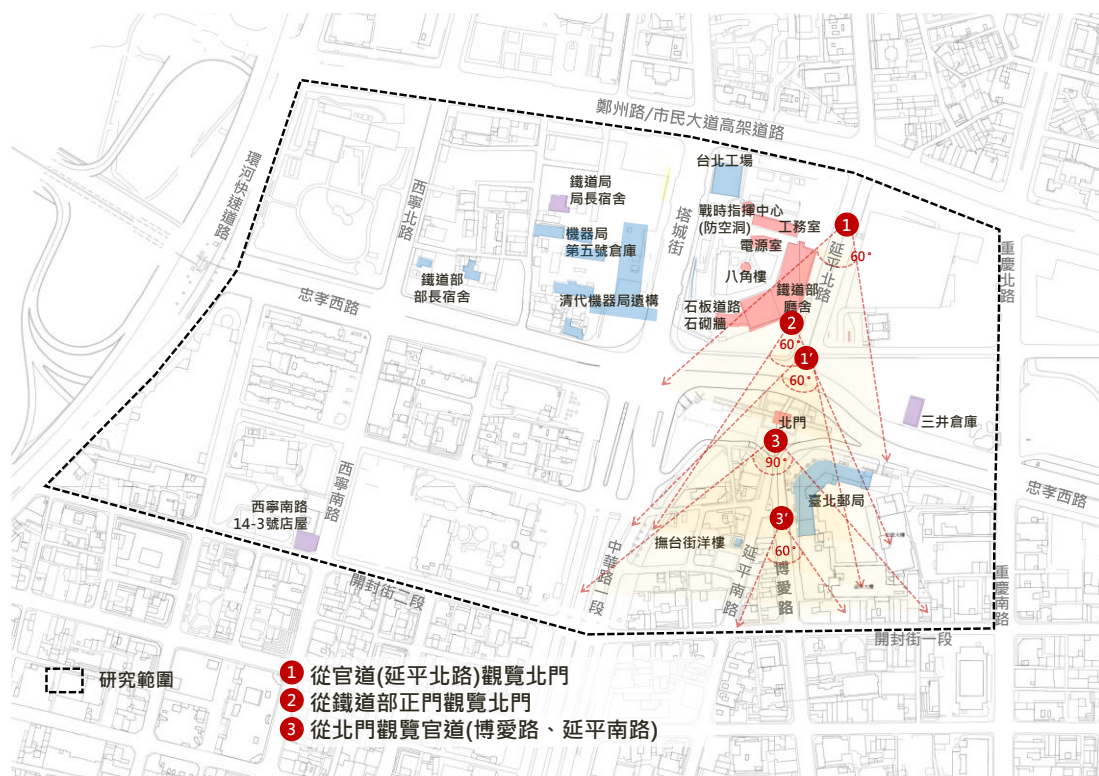 鄭州路/市民大道高架道路
環河快速道路
西寧北路
忠孝西路
塔城街
延平北路
重慶北路
台北工場
鐵道局
局長宿舍
戰時指揮中心
(防空洞)
工務室
電源室
八角樓
機器局
第五號倉庫
鐵道部
部長宿舍
清代機器局遺構
石板道路
石砌牆
鐵道部
廳舍
1
60°
2
60°
1'
60°
北門
3
90°
三井倉庫
忠孝西路
臺北郵局
3'
60°
撫台街洋樓
西寧南路
14-3號店屋
西寧南路
中華路一段
延平南路
博愛路
重慶南路
開封街二段
開封街一段
研究範圍
1 從官道(延平北路)觀覽北門
2 從鐵道部正門觀覽北門
3 從北門觀覽官道(博愛路、延平南路)